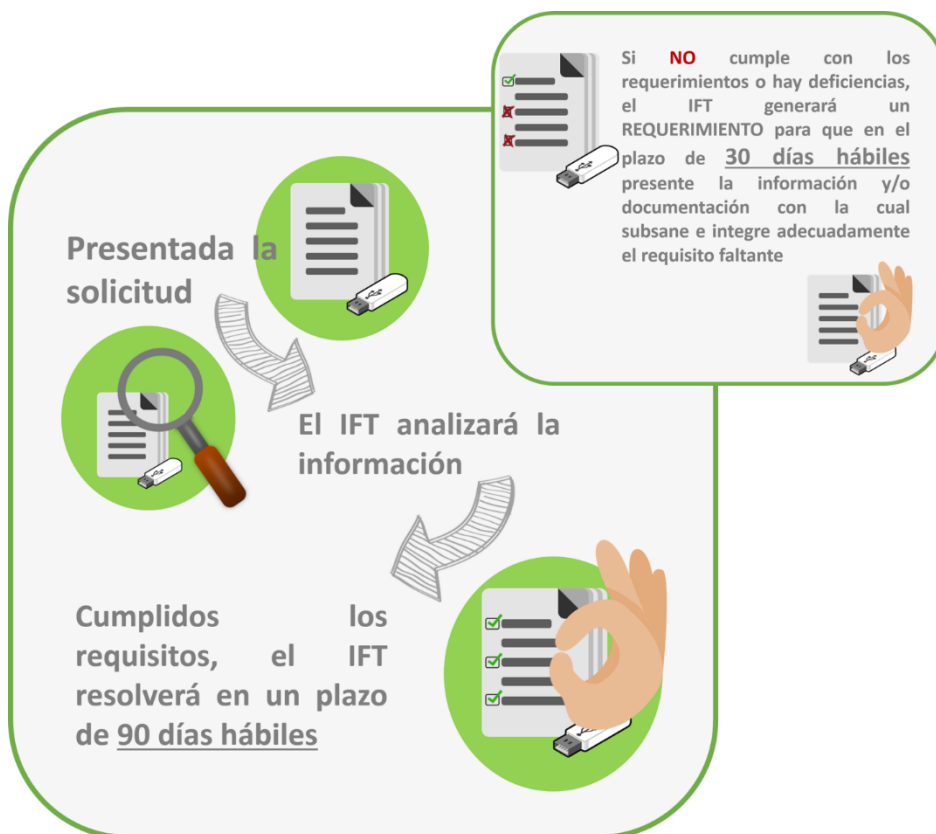 Presentada la
solicitud
El IFT analizará la
información
Cumplidos los
requisitos, el IFT
resolverá en un plazo
de 90 días hábiles
Si NO cumple con los
requerimientos o hay deficiencias,
el IFT generará un
REQUERIMIENTO para que en el
plazo de 30 días hábiles
presente la información y/o
documentación con la cual
subsane e integre adecuadamente
el requisito faltante